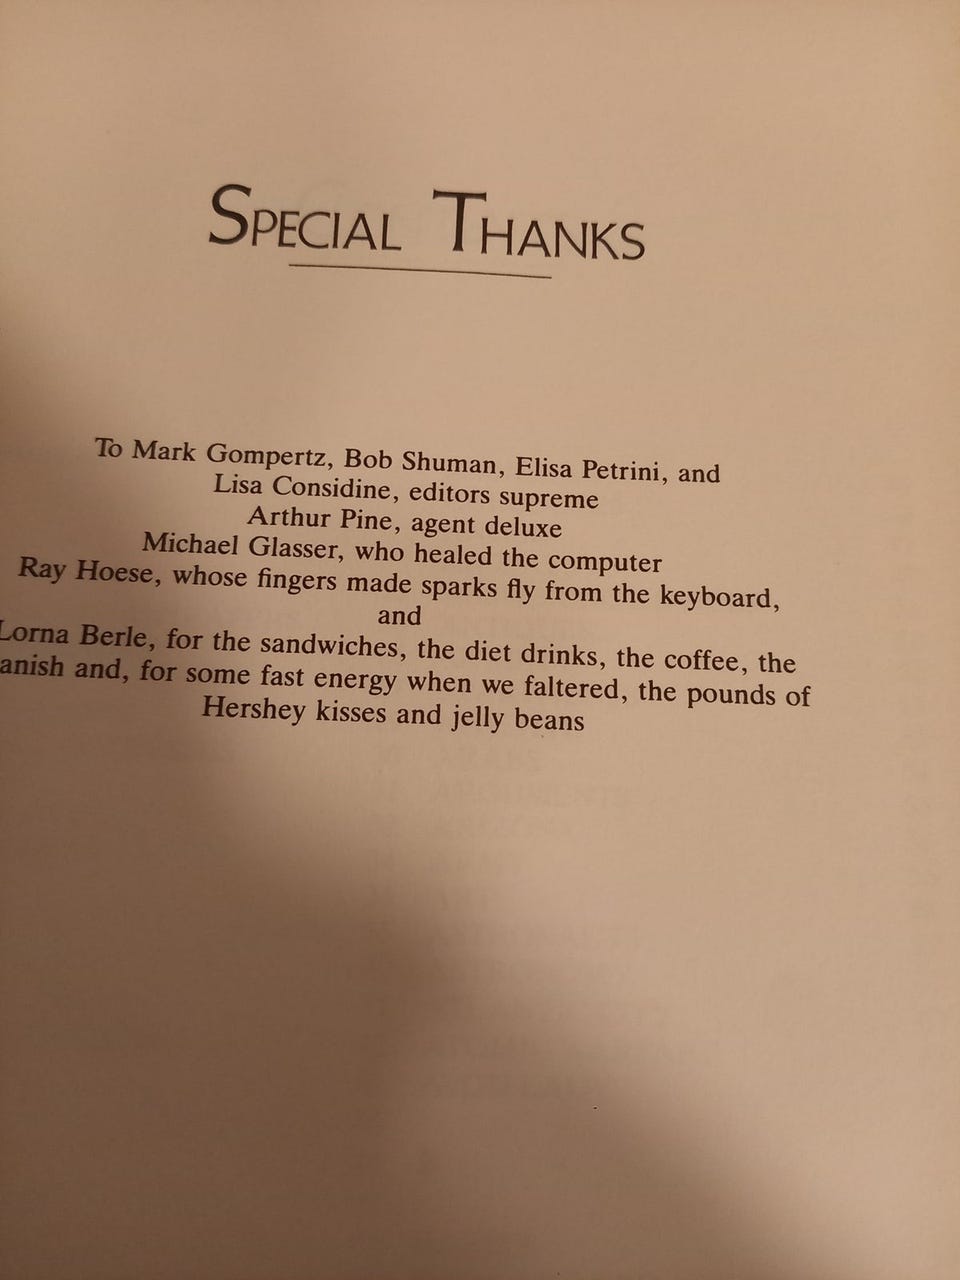 SPECIAL THANKS
To Mark Gompertz, Bob Shuman, Elisa Petrini, and
Lisa Considine, editors supreme
Arthur Pine, agent deluxe
Michael Glasser, who healed the computer
Ray Hoese, whose fingers made sparks fly from the keyboard,
and
Lorna Berle, for the sandwiches, the diet drinks, the coffee, the
anish and, for some fast energy when we faltered, the pounds of
Hershey kisses and jelly beans